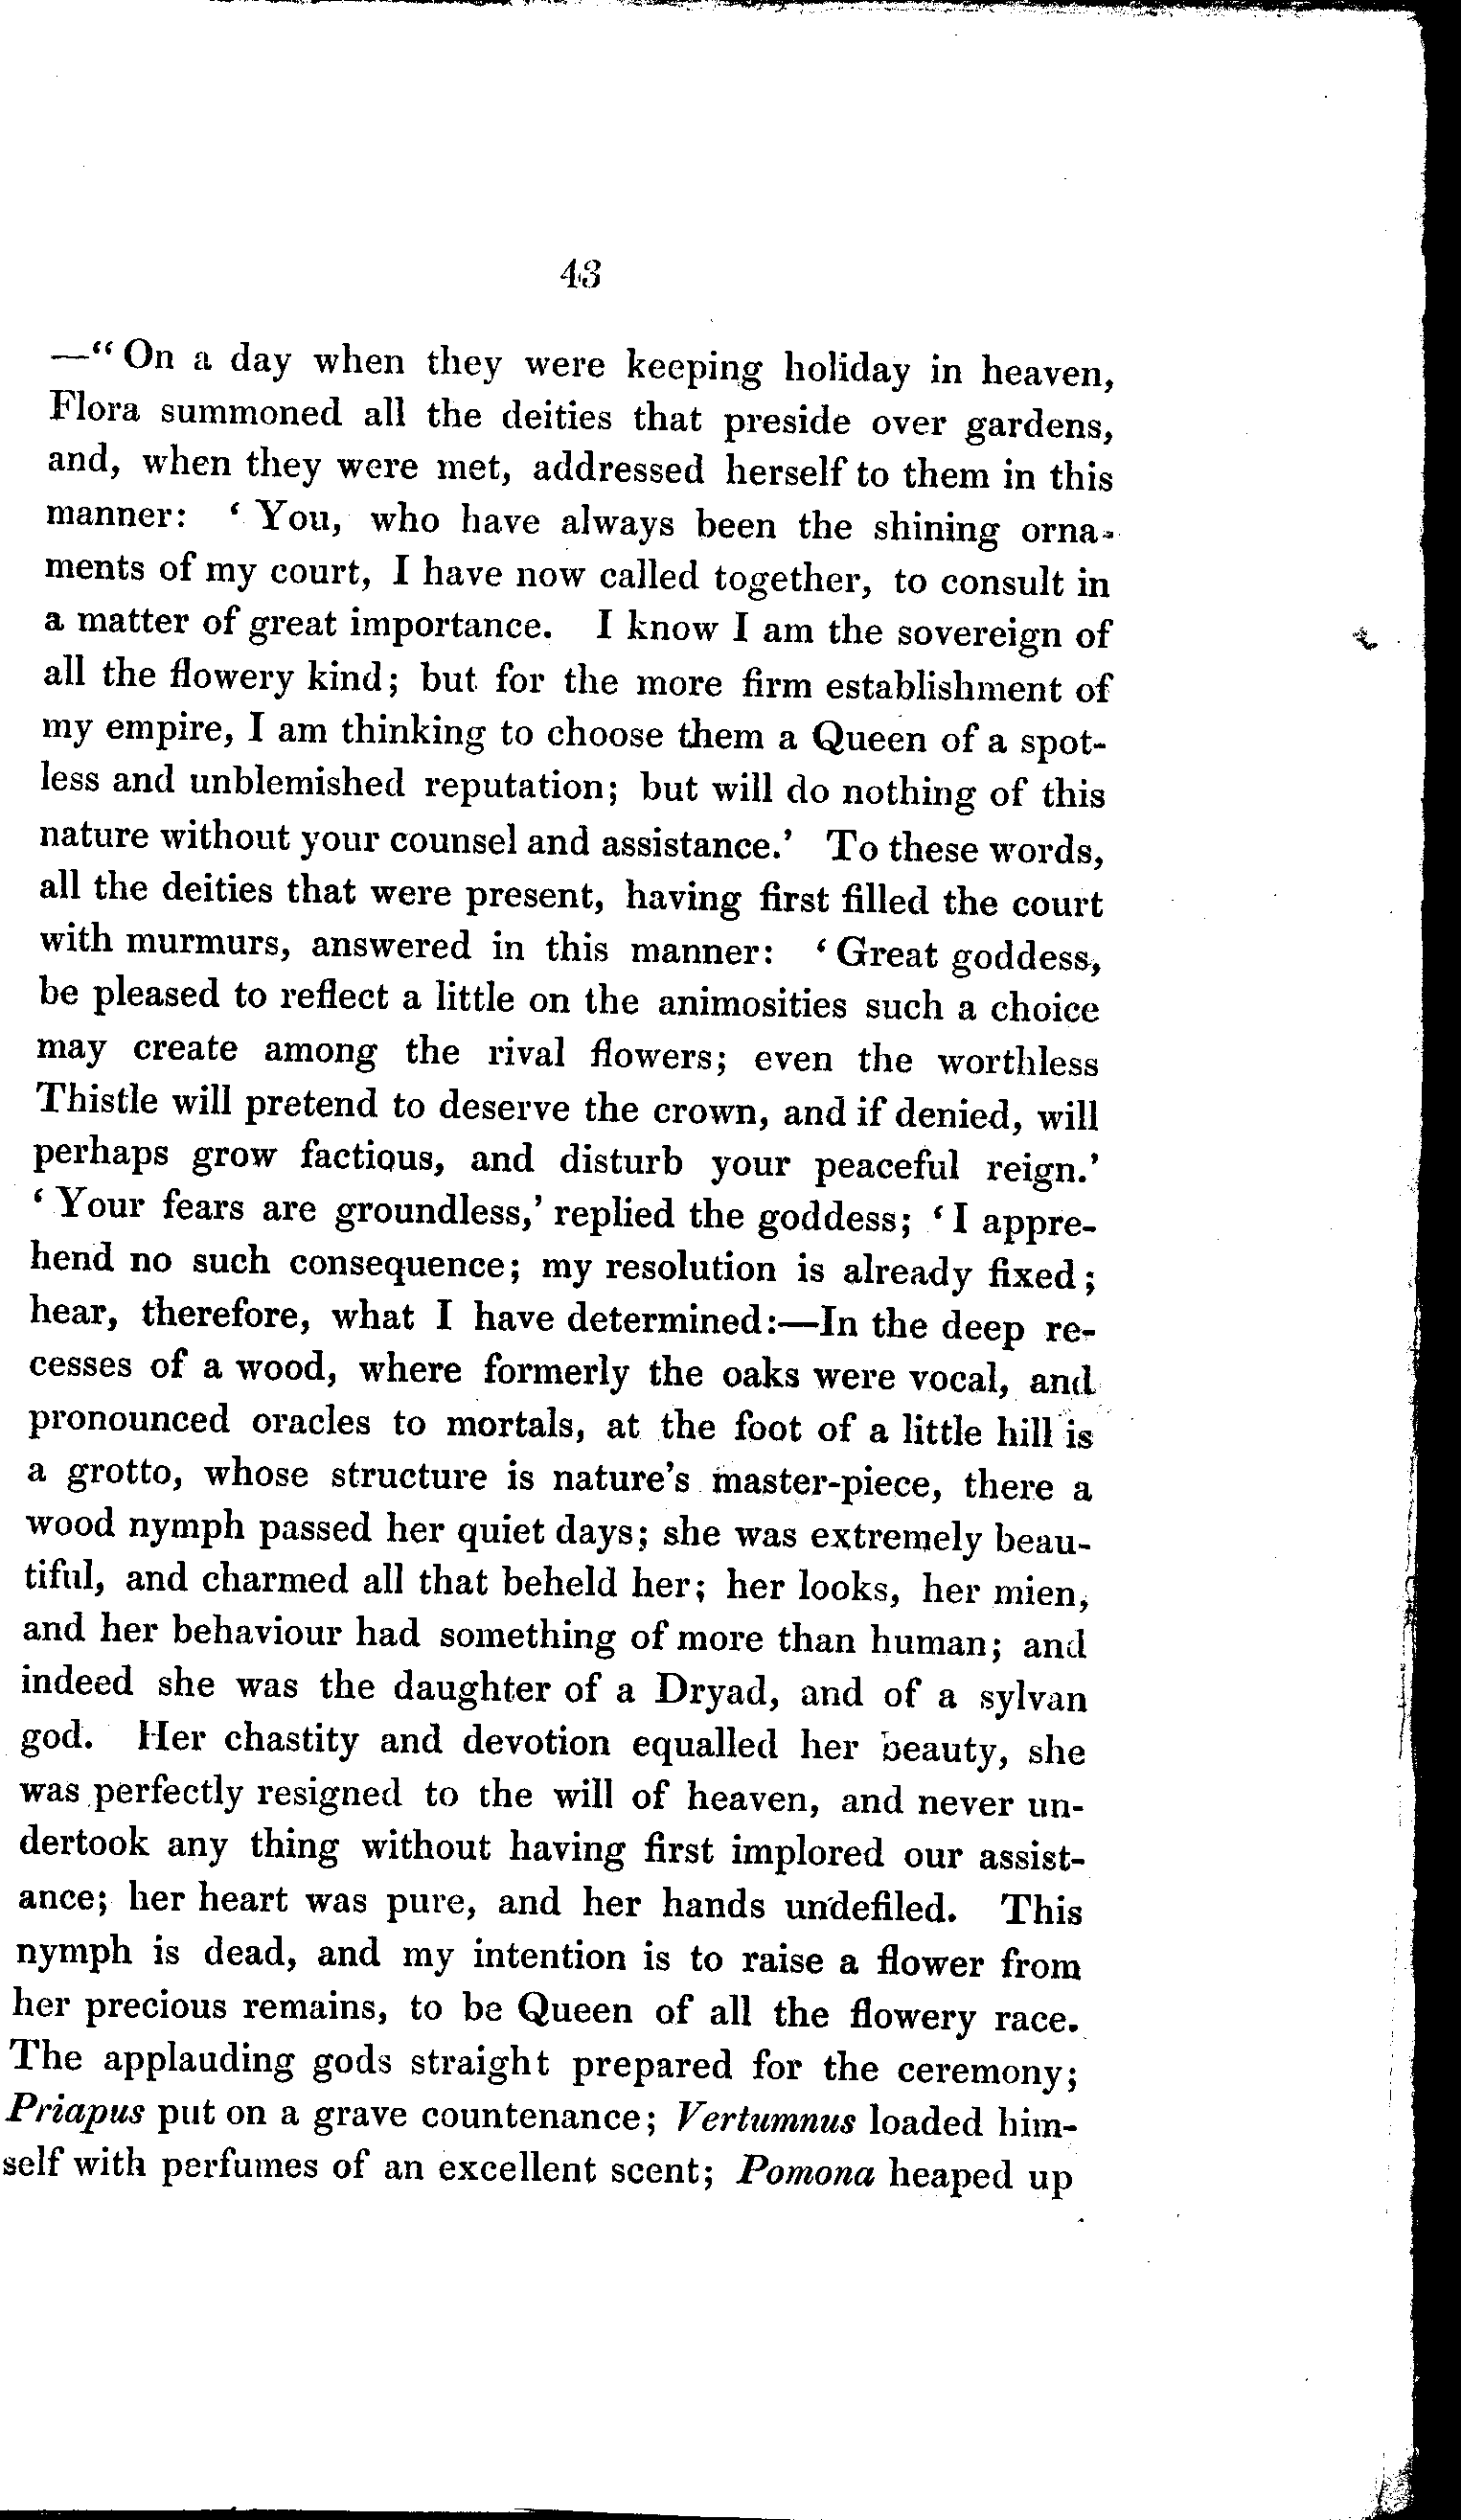 43
—“ On a day when they were keeping holiday in heaven,
Flora summoned all the deities that preside over gardens,
and, when they were met, addressed herself to them in this
manner: ‘ You, who have always been the shining orna-
ments of my court, I have now called together, to consult in
a matter of great importance. I know I am the sovereign of
all the flowery kind; but for the more firm establishment of
my empire, I am thinking to choose them a Queen of a spot-
less and unblemished reputation; but will do nothing of this
nature without your counsel and assistance.’ To these words,
all the deities that were present, having first filled the court
with murmurs, answered in this manner: ‘ Great goddess,
be pleased to reflect a little on the animosities such a choice
may create among the rival flowers; even the worthless
Thistle will pretend to deserve the crown, and if denied, will
perhaps grow factious, and disturb your peaceful reign.’
‘ Your fears are groundless,’ replied the goddess; ‘ I appre-
hend no such consequence; my resolution is already fixed;
hear, therefore, what I have determined:—In the deep re-
cesses of a wood, where formerly the oaks were vocal, and
pronounced oracles to mortals, at the foot of a little hill is
a grotto, whose structure is nature’s master-piece, there a
wood nymph passed her quiet days; she was extremely beau-
tiful, and charmed all that beheld her; her looks, her mien,
and her behaviour had something of more than human; and
indeed she was the daughter of a Dryad, and of a sylvan
god. Her chastity and devotion equalled her beauty, she
was perfectly resigned to the will of heaven, and never un-
dertook any thing without having first implored our assist-
ance; her heart was pure, and her hands undefiled. This
nymph is dead, and my intention is to raise a flower from
her precious remains, to be Queen of all the flowery race.
The applauding gods straight prepared for the ceremony;
Priapus put on a grave countenance; Vertumnus loaded him-
self with perfumes of an excellent scent; Pomona heaped up